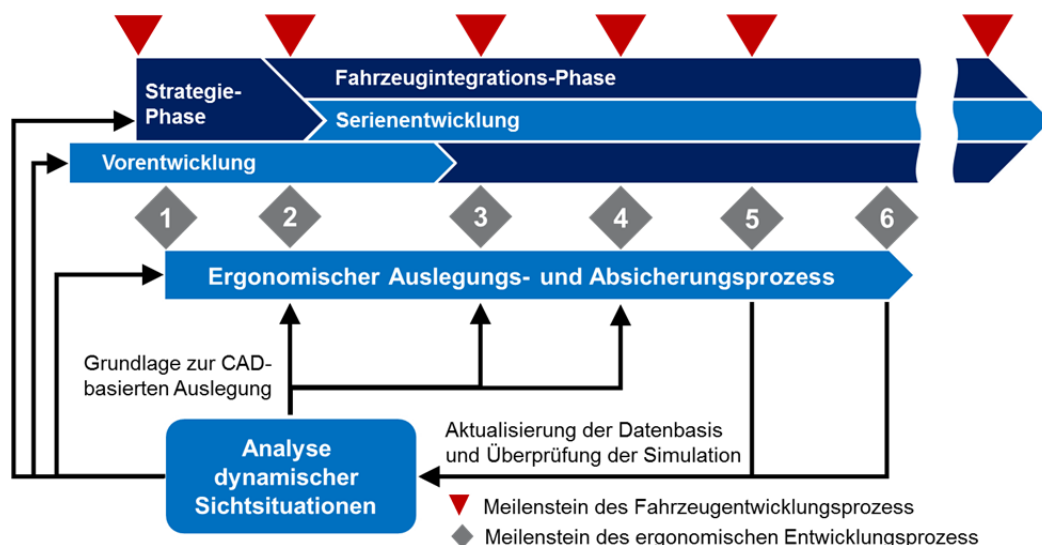 Strategie-
Phase
Fahrzeugintegrations-Phase
Serienentwicklung
Vorentwicklung
1
2
3
4
5
6
Ergonomischer Auslegungs- und Absicherungsprozess
Grundlage zur CAD-
basierten Auslegung
Analyse
dynamischer
Sichtsituationen
Aktualisierung der Datenbasis
und Überprüfung der Simulation
Meilenstein des Fahrzeugentwicklungsprozess
Meilenstein des ergonomischen Entwicklungsprozess